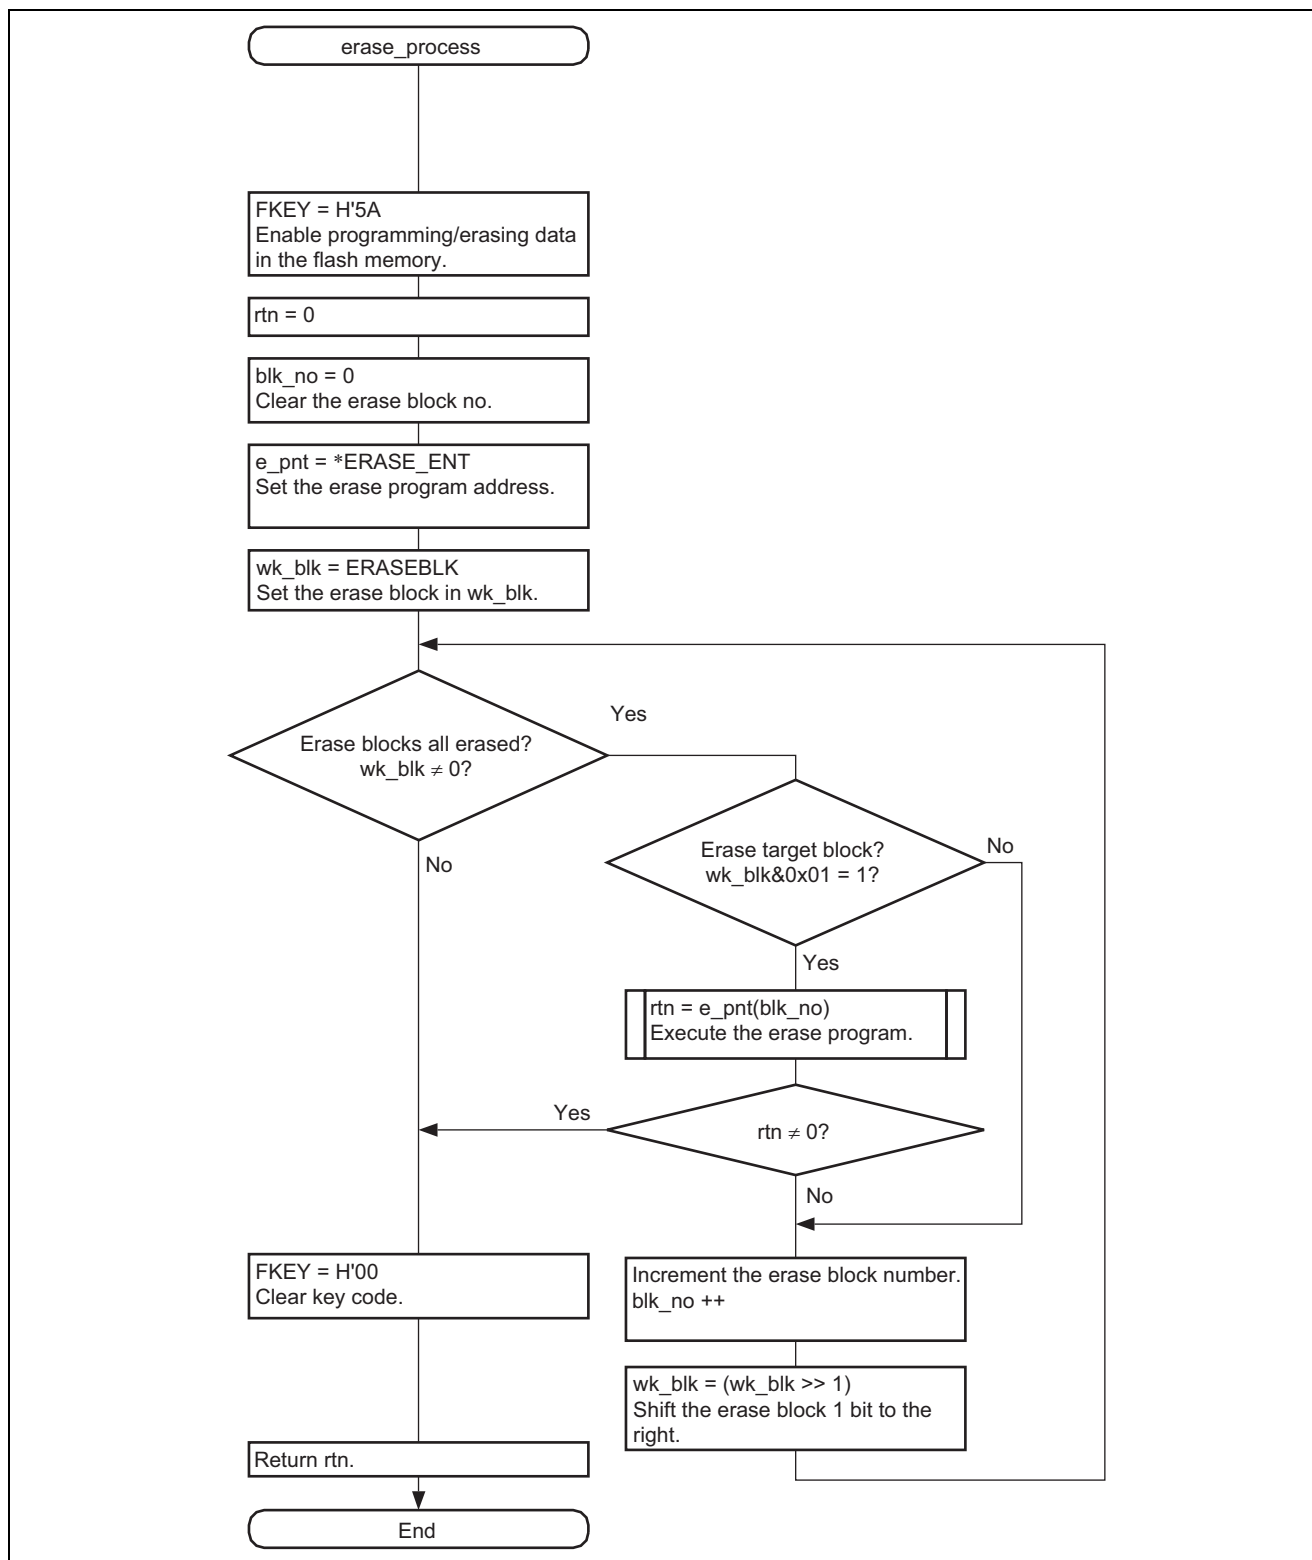 erase_process
FKEY = H'5A
Enable programming/erasing data
in the flash memory.
rtn = 0
blk_no = 0
Clear the erase block no.
e_pnt = *ERASE_ENT
Set the erase program address.
wk_blk = ERASEBLK
Set the erase block in wk_blk.
Erase blocks all erased?
wk_blk ≠ 0?
Yes
No
Erase target block?
wk_blk&0x01 = 1?
No
Yes
rtn = e_pnt(blk_no)
Execute the erase program.
rtn ≠ 0?
Yes
No
Increment the erase block number.
blk_no ++
wk_blk = (wk_blk >> 1)
Shift the erase block 1 bit to the
right.
FKEY = H'00
Clear key code.
Return rtn.
End